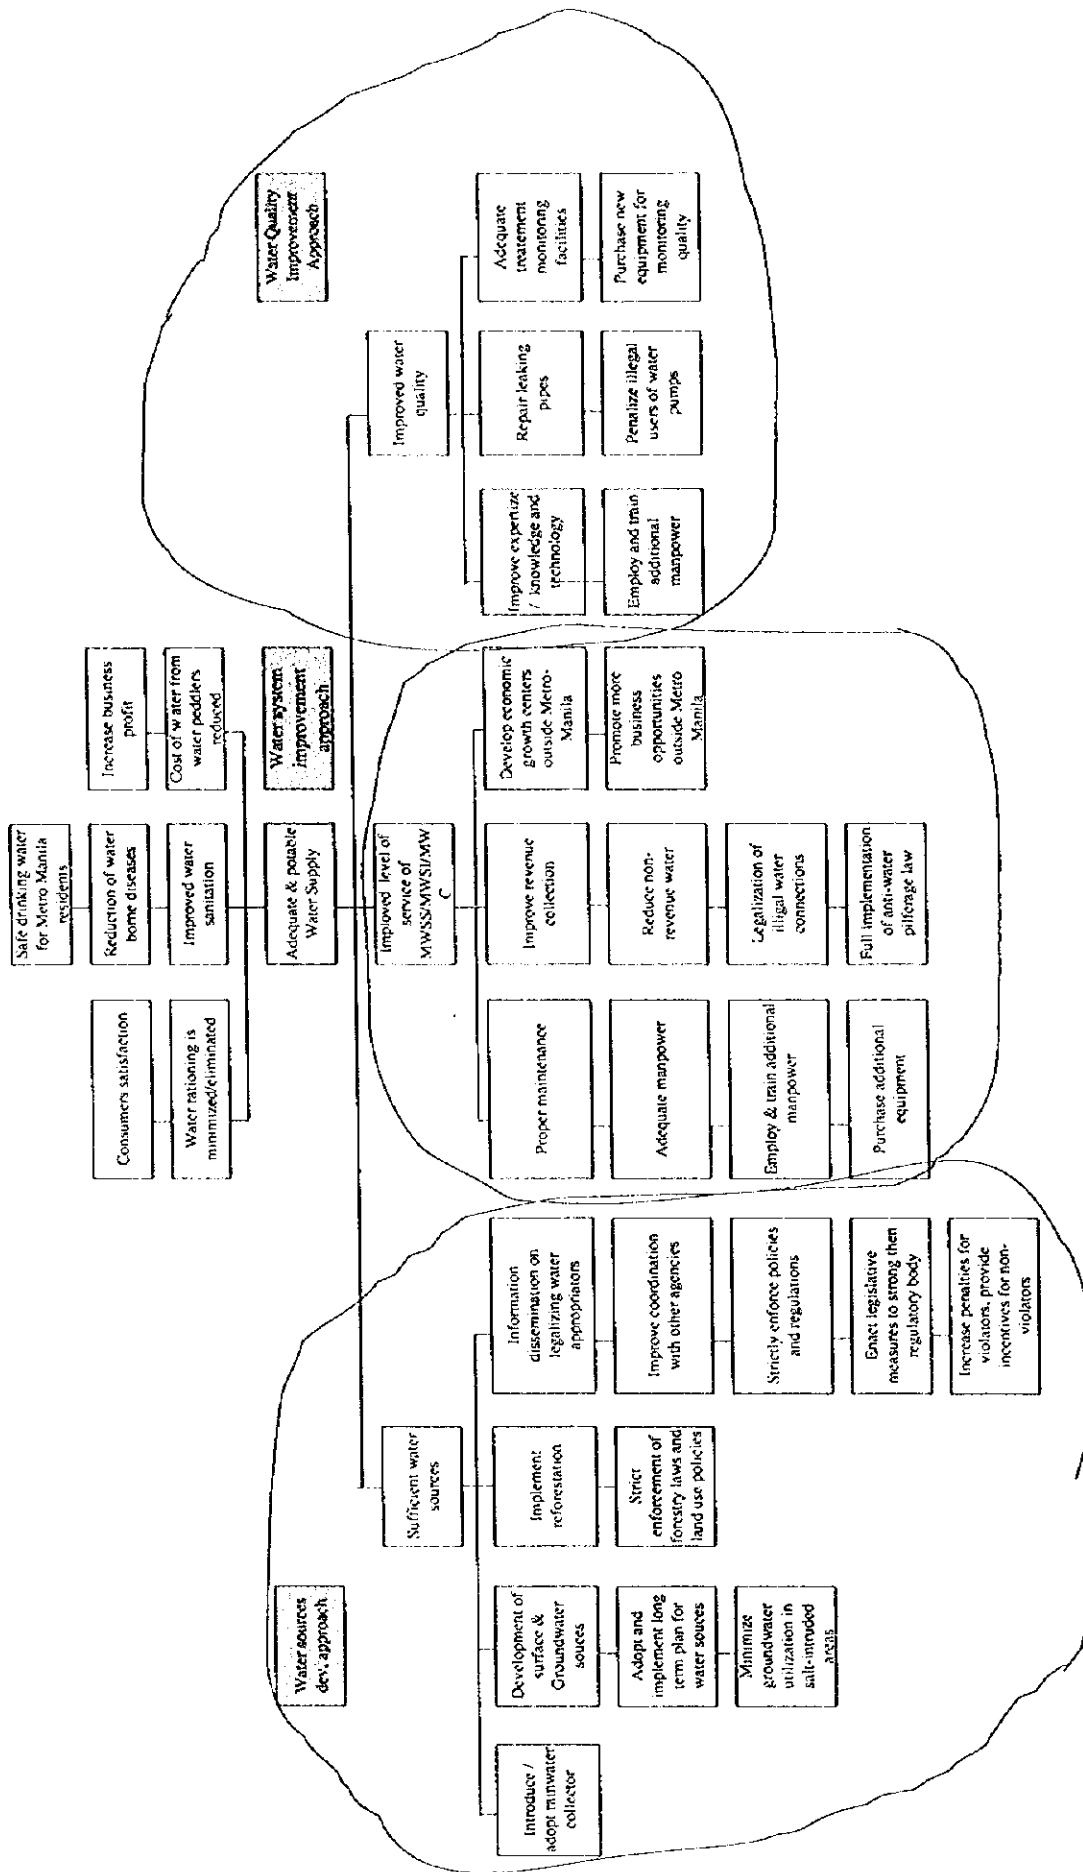 Safe drinking water
for Metro Manila
residents
Consumers satisfaction
Reduction of water
borne diseases
Increase business
profit
Water rationing is
minimized/eliminated
Improved water
sanitation
Cost of water from
water peddlers
reduced
Water sources
dev. approach
Adequate & potable
Water Supply
Water system
improvement
approach
Water Quality
Improvement
Approach
Sufficient water
sources
Improved level of
service of
MWSS/MWSI/MW
C
Improved water
quality
Introduce /
adopt rainwater
collector
Development of
surface &
Groundwater
souces
Implement
reforestation
Information
dissemination on
legalizing water
appropriators
Proper maintenance
Improve revenue
collection
Develop economic
growth centers
outside Metro-
Manila
Improve expertize
/ knowledge and
technology
Repair leaking
pipes
Adequate
treatement
monitoring
facilities
Adopt and
implement long
term plan for
water souces
Strict
enforcement of
forestry laws and
land use policies
Improve coordination
with other agencies
Adequate manpower
Reduce non-
revenue water
Promote more
business
opportunities
outside Metro
Manila
Employ and train
additional
manpower
Penalize illegal
users of water
pumps
Purchase new
equipment for
monitoring
quality
Minimize
groundwater
utilization in
salt-intruded
areas
Strictly enforce policies
and regulations
Employ & train additional
manpower
Legalization of
illigal water
connections
Enact legislative
measures to strong then
regulatory body
Purchase additional
equipment
Full implementation
of anti-water
pilferage law
Increase penalties for
violators, provide
incentives for non-
violators